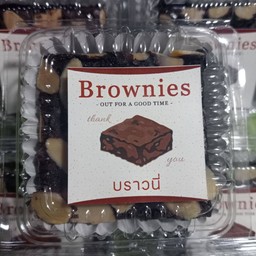 Brownies
- OUT FOR A GOOD TIME -
thank
you
บราวนี่